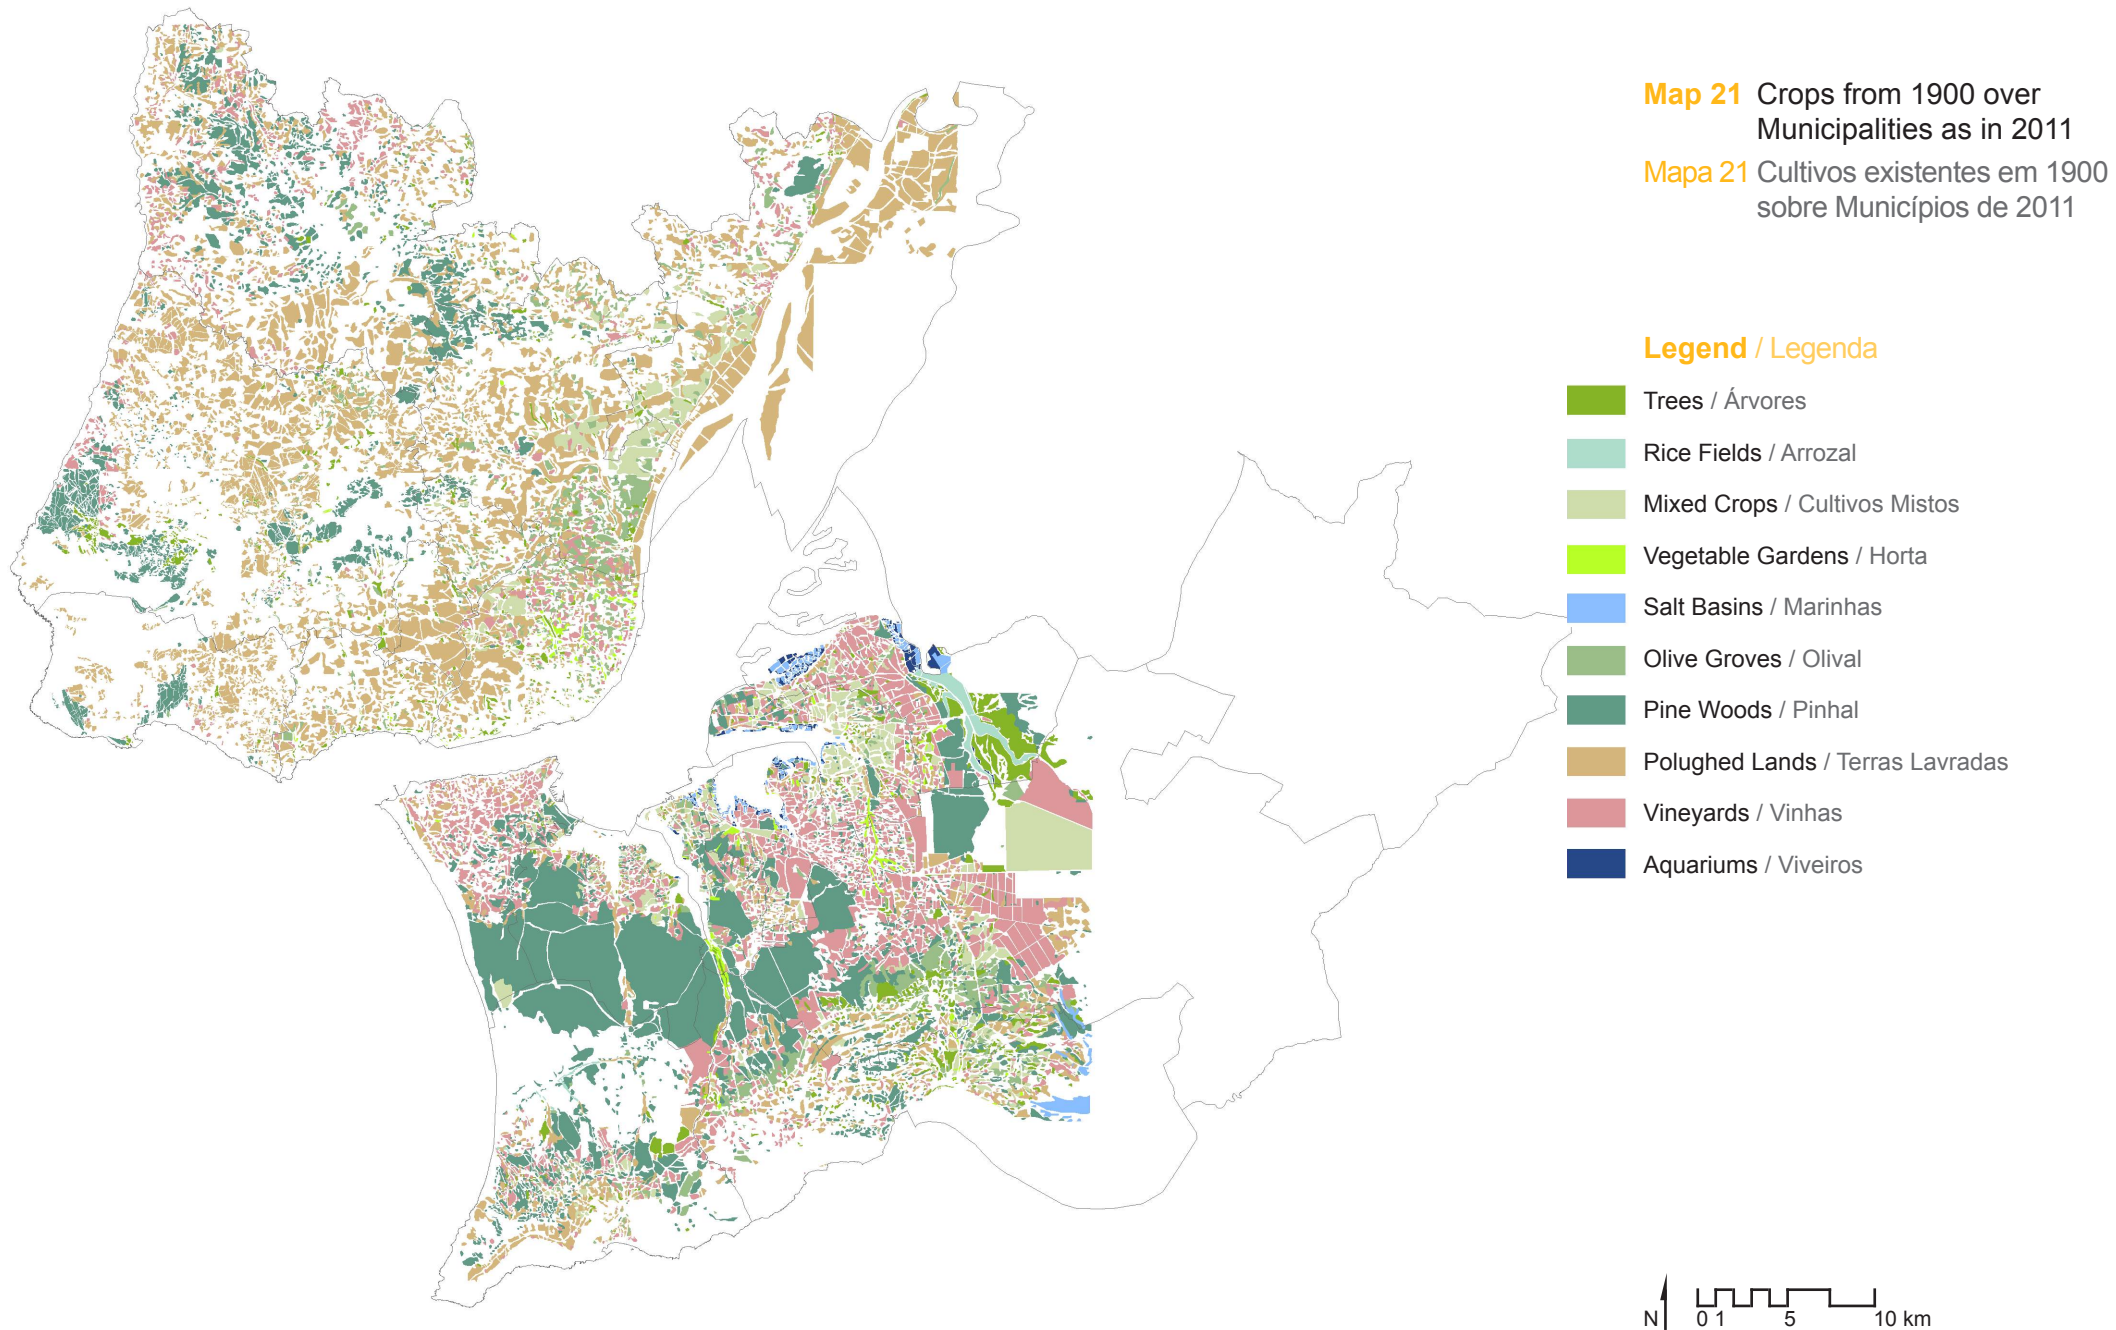 Map 21 Crops from 1900 over
Municipalities as in 2011
Mapa 21 Cultivos existentes em 1900
sobre Municípios de 2011
Legend / Legenda
Trees / Árvores
Rice Fields / Arrozal
Mixed Crops / Cultivos Mistos
Vegetable Gardens / Horta
Salt Basins / Marinhas
Olive Groves / Olival
Pine Woods / Pinhal
Polughed Lands / Terras Lavradas
Vineyards / Vinhas
Aquariums / Viveiros
N 0 1 5 10 km